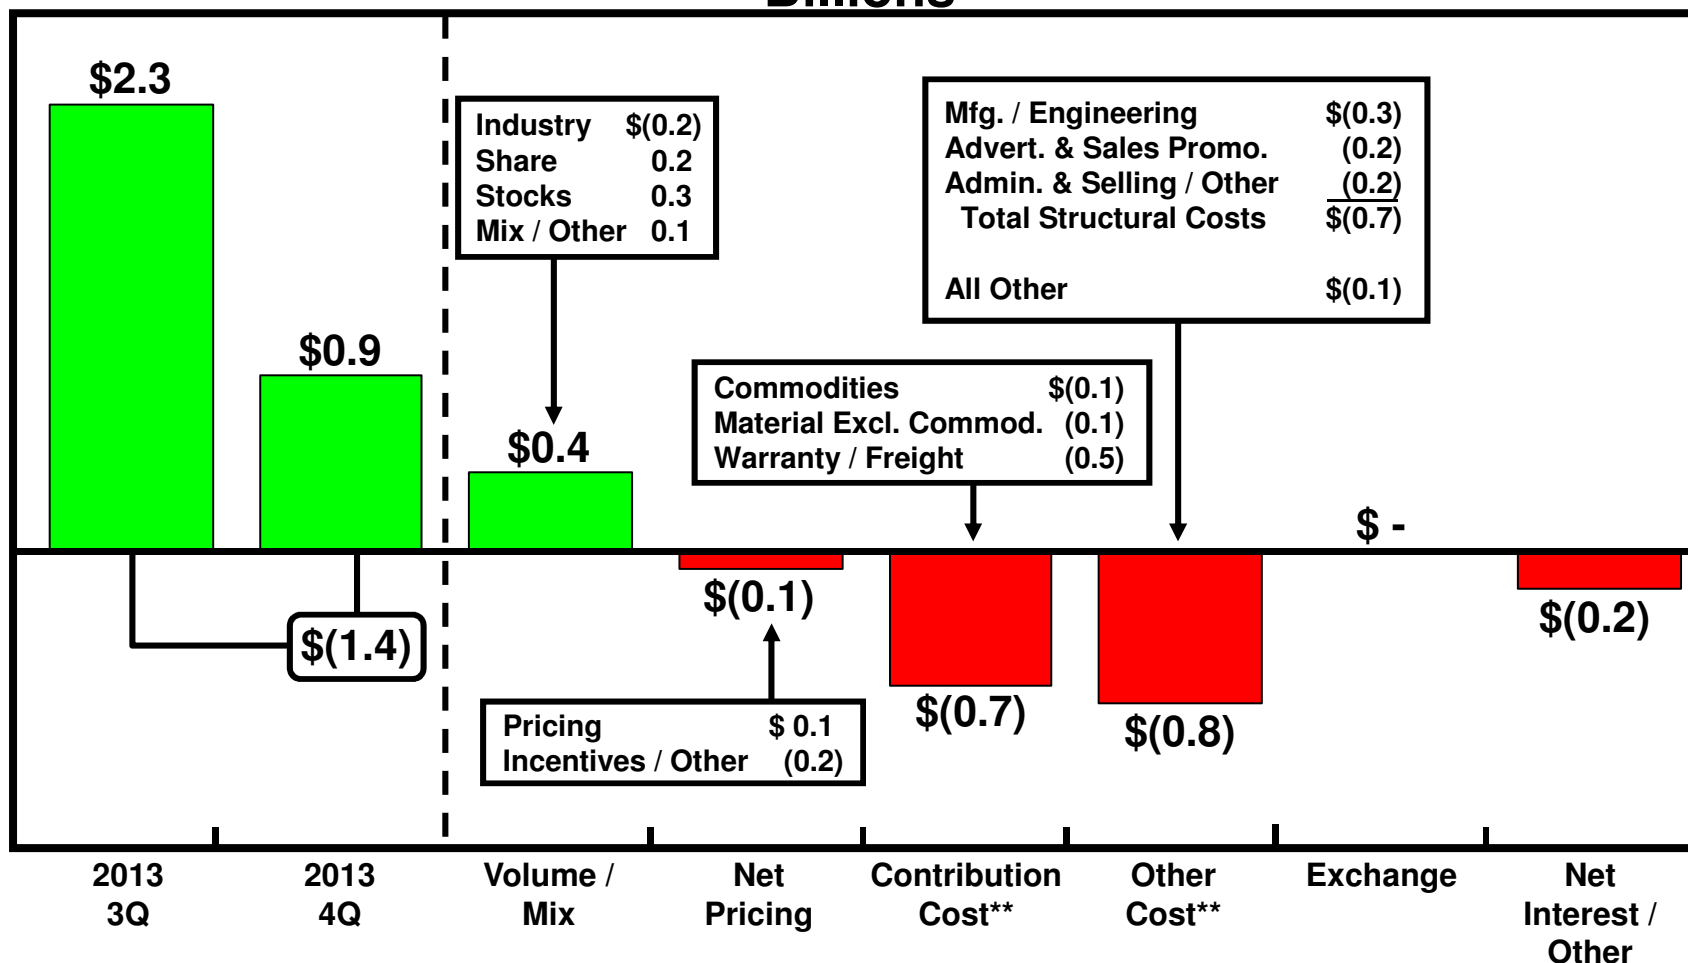 Billions
$2.3
$0.9
$(1.4)
Industry $(0.2)
Share 0.2
Stocks 0.3
Mix / Other 0.1
$0.4
$(0.1)
Pricing $ 0.1
Incentives / Other (0.2)
Commodities $(0.1)
Material Excl. Commod. (0.1)
Warranty / Freight (0.5)
$(0.7)
Mfg. / Engineering $(0.3)
Advert. & Sales Promo. (0.2)
Admin. & Selling / Other (0.2)
Total Structural Costs $(0.7)
All Other $(0.1)
$(0.8)
$ -
$(0.2)
2013
3Q
2013
4Q
Volume /
Mix
Net
Pricing
Contribution
Cost**
Other
Cost**
Exchange
Net
Interest /
Other